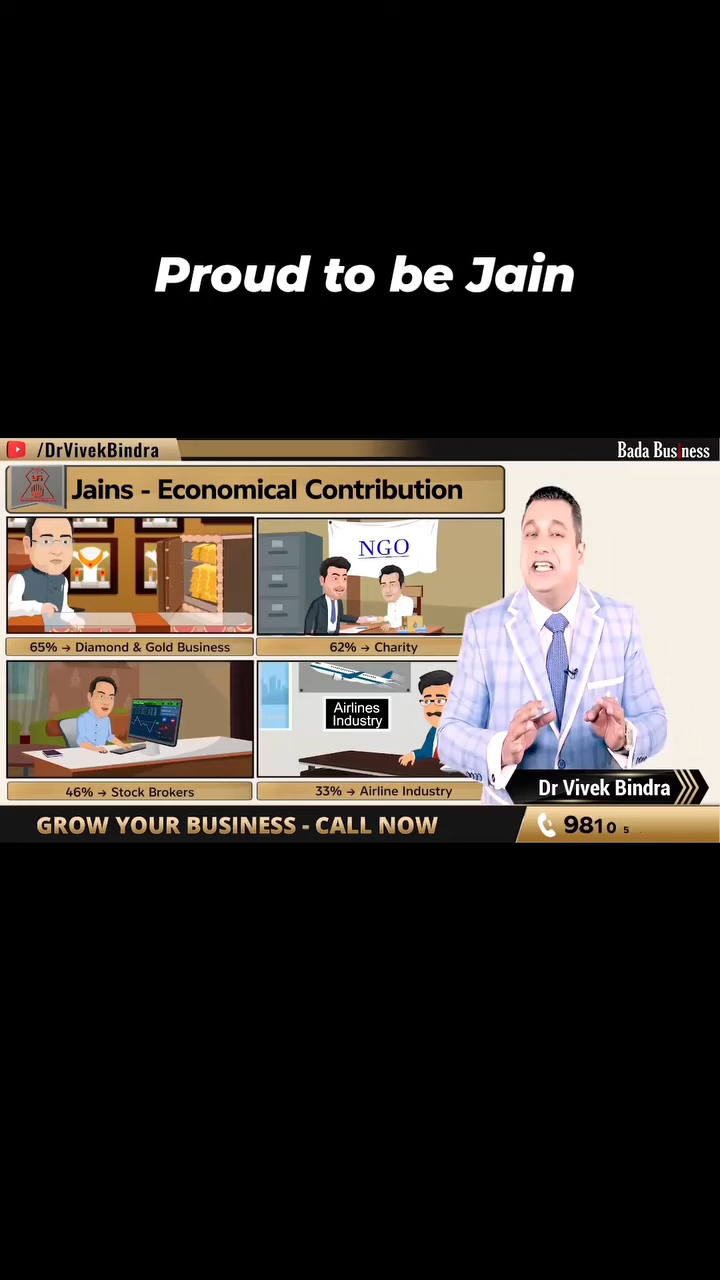 Proud to be Jain
/DrVivekBindra
Bada Business
Jains - Economical Contribution
NGO
65% → Diamond & Gold Business
62% → Charity
Airlines
Industry
46% → Stock Brokers
33% → Airline Industry
Dr Vivek Bindra
GROW YOUR BUSINESS - CALL NOW
9810 5